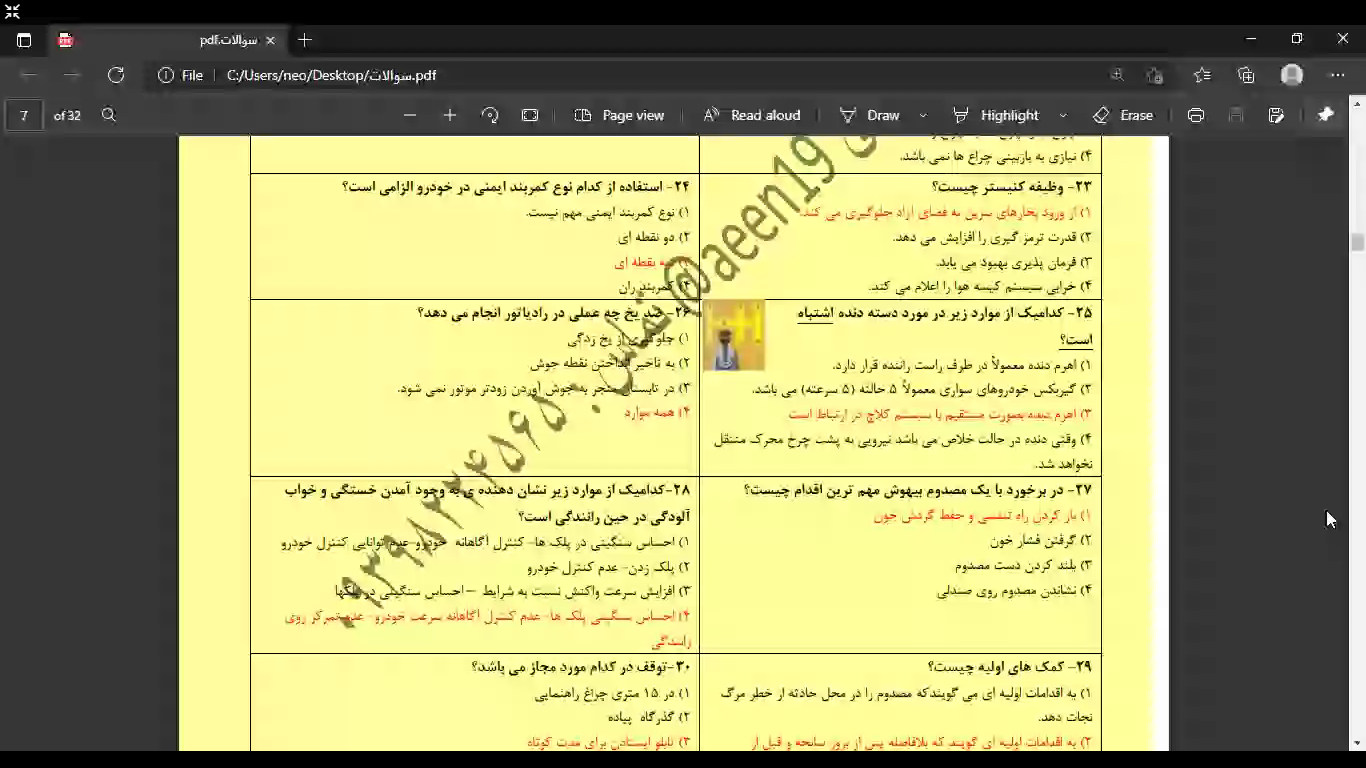 سوالات.pdf
File
C:/Users/neo/Desktop/سوالات.pdf
7 of 32
Page view
Read aloud
Draw
Highlight
Erase
۴) نیازی به بازبینی چراغ ها نمی باشد.
۲۳- وظیفه کنیستر چیست؟
۱) از ورود بخارهای سرین به فضای آزاد جلوگیری می کند.
۲) قدرت ترمز گیری را افزایش می دهد.
۳) فرمان پذیری بهبود می یابد.
۴) خرابی سیستم کیسه هوا را اعلام می کند.
۲۴- استفاده از کدام نوع کمربند ایمنی در خودرو الزامی است؟
۱) نوع کمربند ایمنی مهم نیست.
۲) دو نقطه ای
۳) سه نقطه ای
۴) کمربند ران
۲۵- کدامیک از موارد زیر در مورد دسته دنده اشتباه
است؟
۱) اهرم دنده معمولاً در طرف راست راننده قرار دارد.
۲) گیربکس خودروهای سواری معمولاً ۵ حالته (۵ سرعته) می باشد.
۳) اهرم دنده بصورت مستقیم با سیستم کلاچ در ارتباط است
۴) وقتی دنده در حالت خلاص می باشد نیرویی به پشت چرخ محرک منتقل
نخواهد شد.
۲۶- ضد یخ چه عملی در رادیاتور انجام می دهد؟
۱) جلوگیری از یخ زدگی
۲) به تاخیر انداختن نقطه جوش
۳) در تابستان منجر به جوش آوردن زودتر موتور نمی شود.
۴) همه موارد
۲۷- در برخورد با یک مصدوم بیهوش مهم ترین اقدام چیست؟
۱) باز کردن راه تنفسی و حفظ گردش خون
۲) گرفتن فشار خون
۳) بلند کردن دست مصدوم
۴) نشاندن مصدوم روی صندلی
۲۸-کدامیک از موارد زیر نشان دهنده ی به وجود آمدن خستگی و خواب
آلودگی در حین رانندگی است؟
۱) احساس سنگینی در پلک ها- کنترل آگاهانه خودرو-عدم توانایی کنترل خودرو
۲) پلک زدن- عدم کنترل خودرو
۳) افزایش سرعت واکنش نسبت به شرایط –احساس سنگینی در پلکها
۴) احساس سنگینی پلک ها- عدم کنترل آگاهانه سرعت خودرو- عدم تمرکز روی
رانندگی
۲۹- کمک های اولیه چیست؟
۱) به اقدامات اولیه ای می گویندکه مصدوم را در محل حادثه از خطر مرگ
نجات دهد.
۲) به اقدامات اولیه ای گویند که بلافاصله پس از بروز سانحه و قبل از
۳۰-توقف در کدام مورد مجاز می باشد؟
۱) در ۱۵ متری چراغ راهنمایی
۲) گذرگاه پیاده
۳) تابلو ایستادن برای مدت کوتاه
@aeen19
تماس: